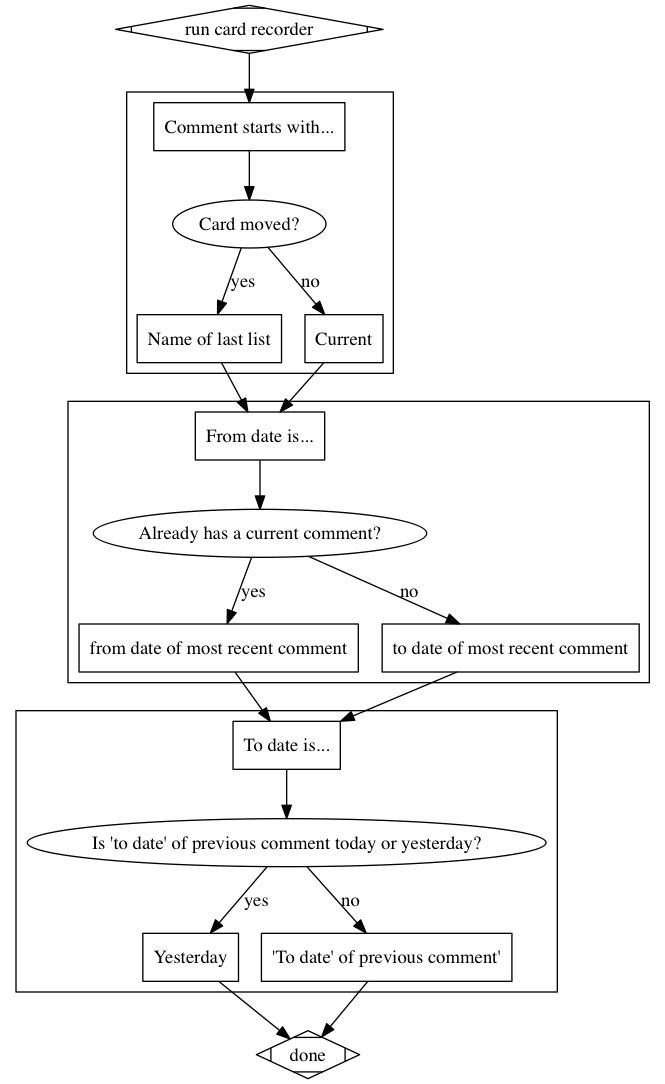 run card recorder
Comment starts with...
Card moved?
yes
no
Name of last list
Current
From date is...
Already has a current comment?
yes
no
from date of most recent comment
to date of most recent comment
To date is...
Is 'to date' of previous comment today or yesterday?
yes
no
Yesterday
'To date' of previous comment'
done